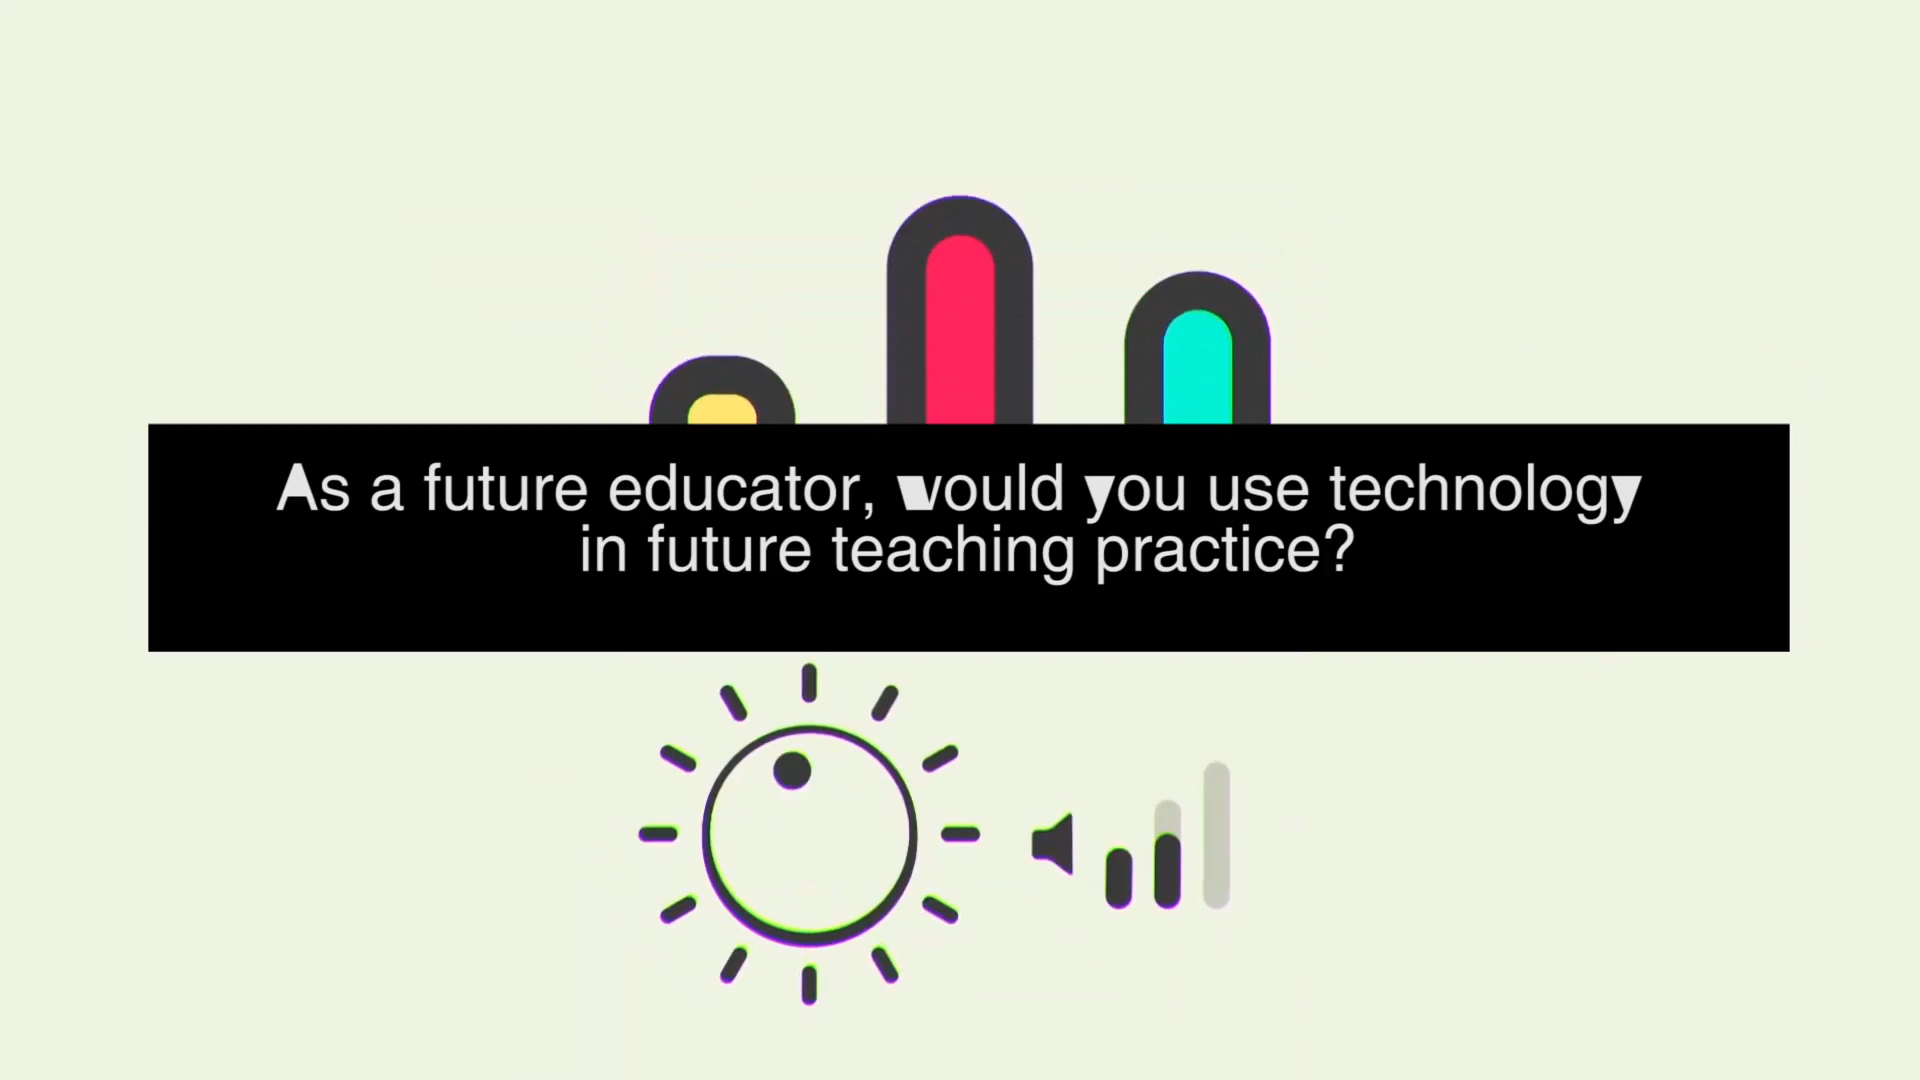 As a future educator, would you use technology
in future teaching practice?